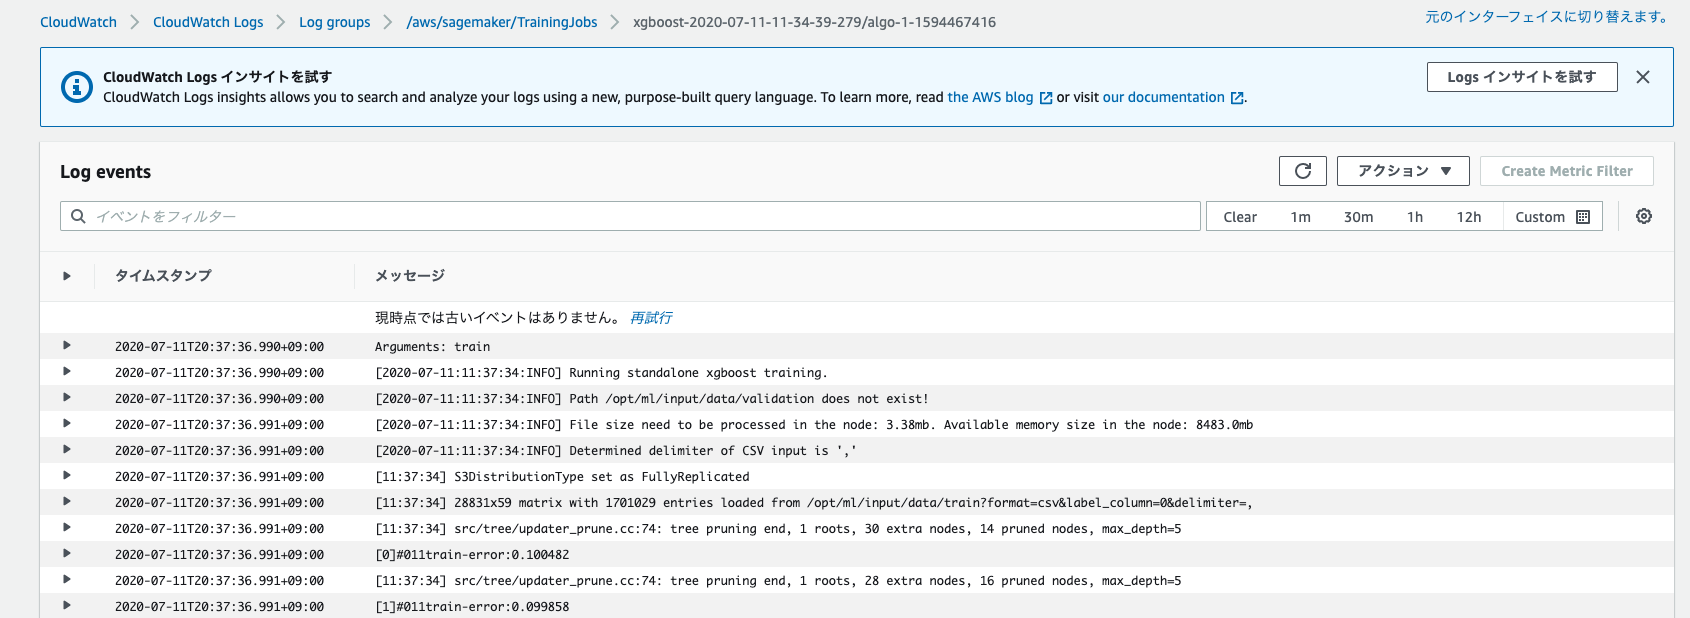 CloudWatch > CloudWatch Logs > Log groups > /aws/sagemaker/TrainingJobs > xgboost-2020-07-11-11-34-39-279/algo-1-1594467416
元のインターフェイスに切り替えます。
CloudWatch Logs インサイトを試す
CloudWatch Logs insights allows you to search and analyze your logs using a new, purpose-built query language. To learn more, read the AWS blog or visit our documentation .
Logs インサイトを試す
Log events
アクション ▼
Create Metric Filter
イベントをフィルター
Clear 1m 30m 1h 12h Custom
タイムスタンプ メッセージ
現時点では古いイベントはありません。 再試行
2020-07-11T20:37:36.990+09:00 Arguments: train
2020-07-11T20:37:36.990+09:00 [2020-07-11:11:37:34:INFO] Running standalone xgboost training.
2020-07-11T20:37:36.990+09:00 [2020-07-11:11:37:34:INFO] Path /opt/ml/input/data/validation does not exist!
2020-07-11T20:37:36.991+09:00 [2020-07-11:11:37:34:INFO] File size need to be processed in the node: 3.38mb. Available memory size in the node: 8483.0mb
2020-07-11T20:37:36.991+09:00 [2020-07-11:11:37:34:INFO] Determined delimiter of CSV input is ','
2020-07-11T20:37:36.991+09:00 [11:37:34] S3DistributionType set as FullyReplicated
2020-07-11T20:37:36.991+09:00 [11:37:34] 28831x59 matrix with 1701029 entries loaded from /opt/ml/input/data/train?format=csv&label_column=0&delimiter=,
2020-07-11T20:37:36.991+09:00 [11:37:34] src/tree/updater_prune.cc:74: tree pruning end, 1 roots, 30 extra nodes, 14 pruned nodes, max_depth=5
2020-07-11T20:37:36.991+09:00 [0]#011train-error:0.100482
2020-07-11T20:37:36.991+09:00 [11:37:34] src/tree/updater_prune.cc:74: tree pruning end, 1 roots, 28 extra nodes, 16 pruned nodes, max_depth=5
2020-07-11T20:37:36.991+09:00 [1]#011train-error:0.099858